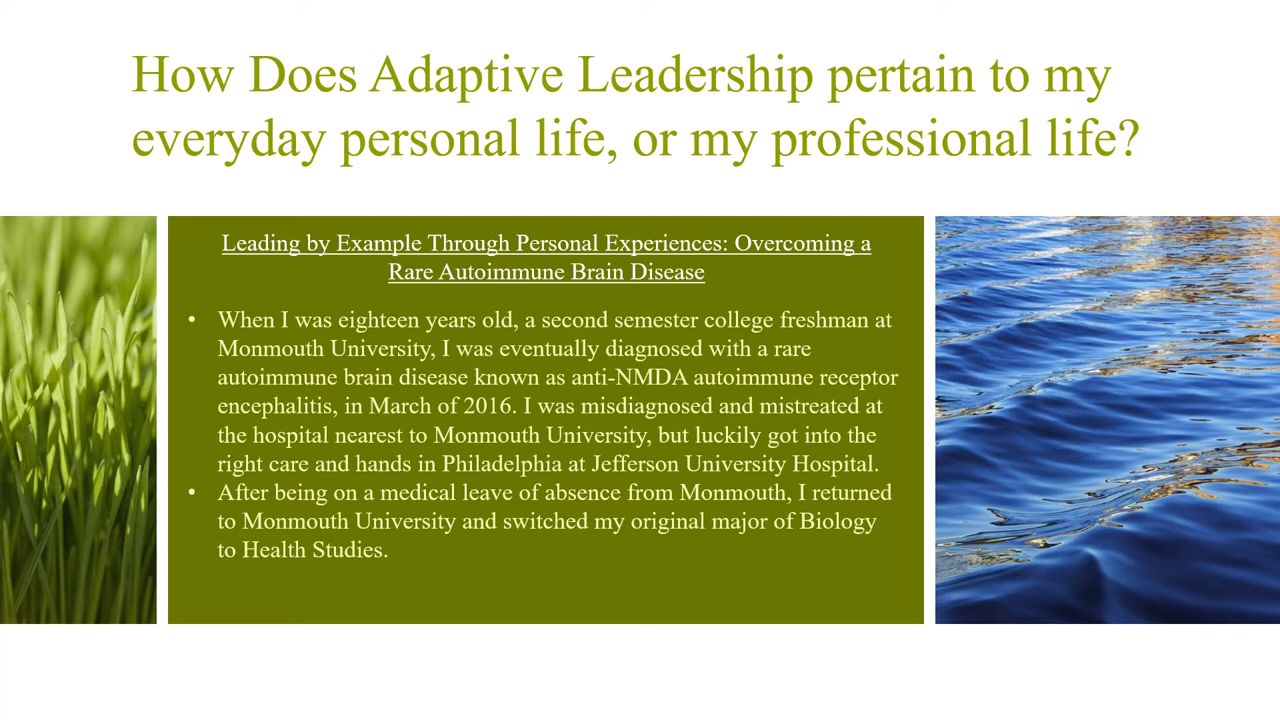 How Does Adaptive Leadership pertain to my
everyday personal life, or my professional life?
Leading by Example Through Personal Experiences: Overcoming a
Rare Autoimmune Brain Disease
• When I was eighteen years old, a second semester college freshman at
Monmouth University, I was eventually diagnosed with a rare
autoimmune brain disease known as anti-NMDA autoimmune receptor
encephalitis, in March of 2016. I was misdiagnosed and mistreated at
the hospital nearest to Monmouth University, but luckily got into the
right care and hands in Philadelphia at Jefferson University Hospital.
• After being on a medical leave of absence from Monmouth, I returned
to Monmouth University and switched my original major of Biology
to Health Studies.